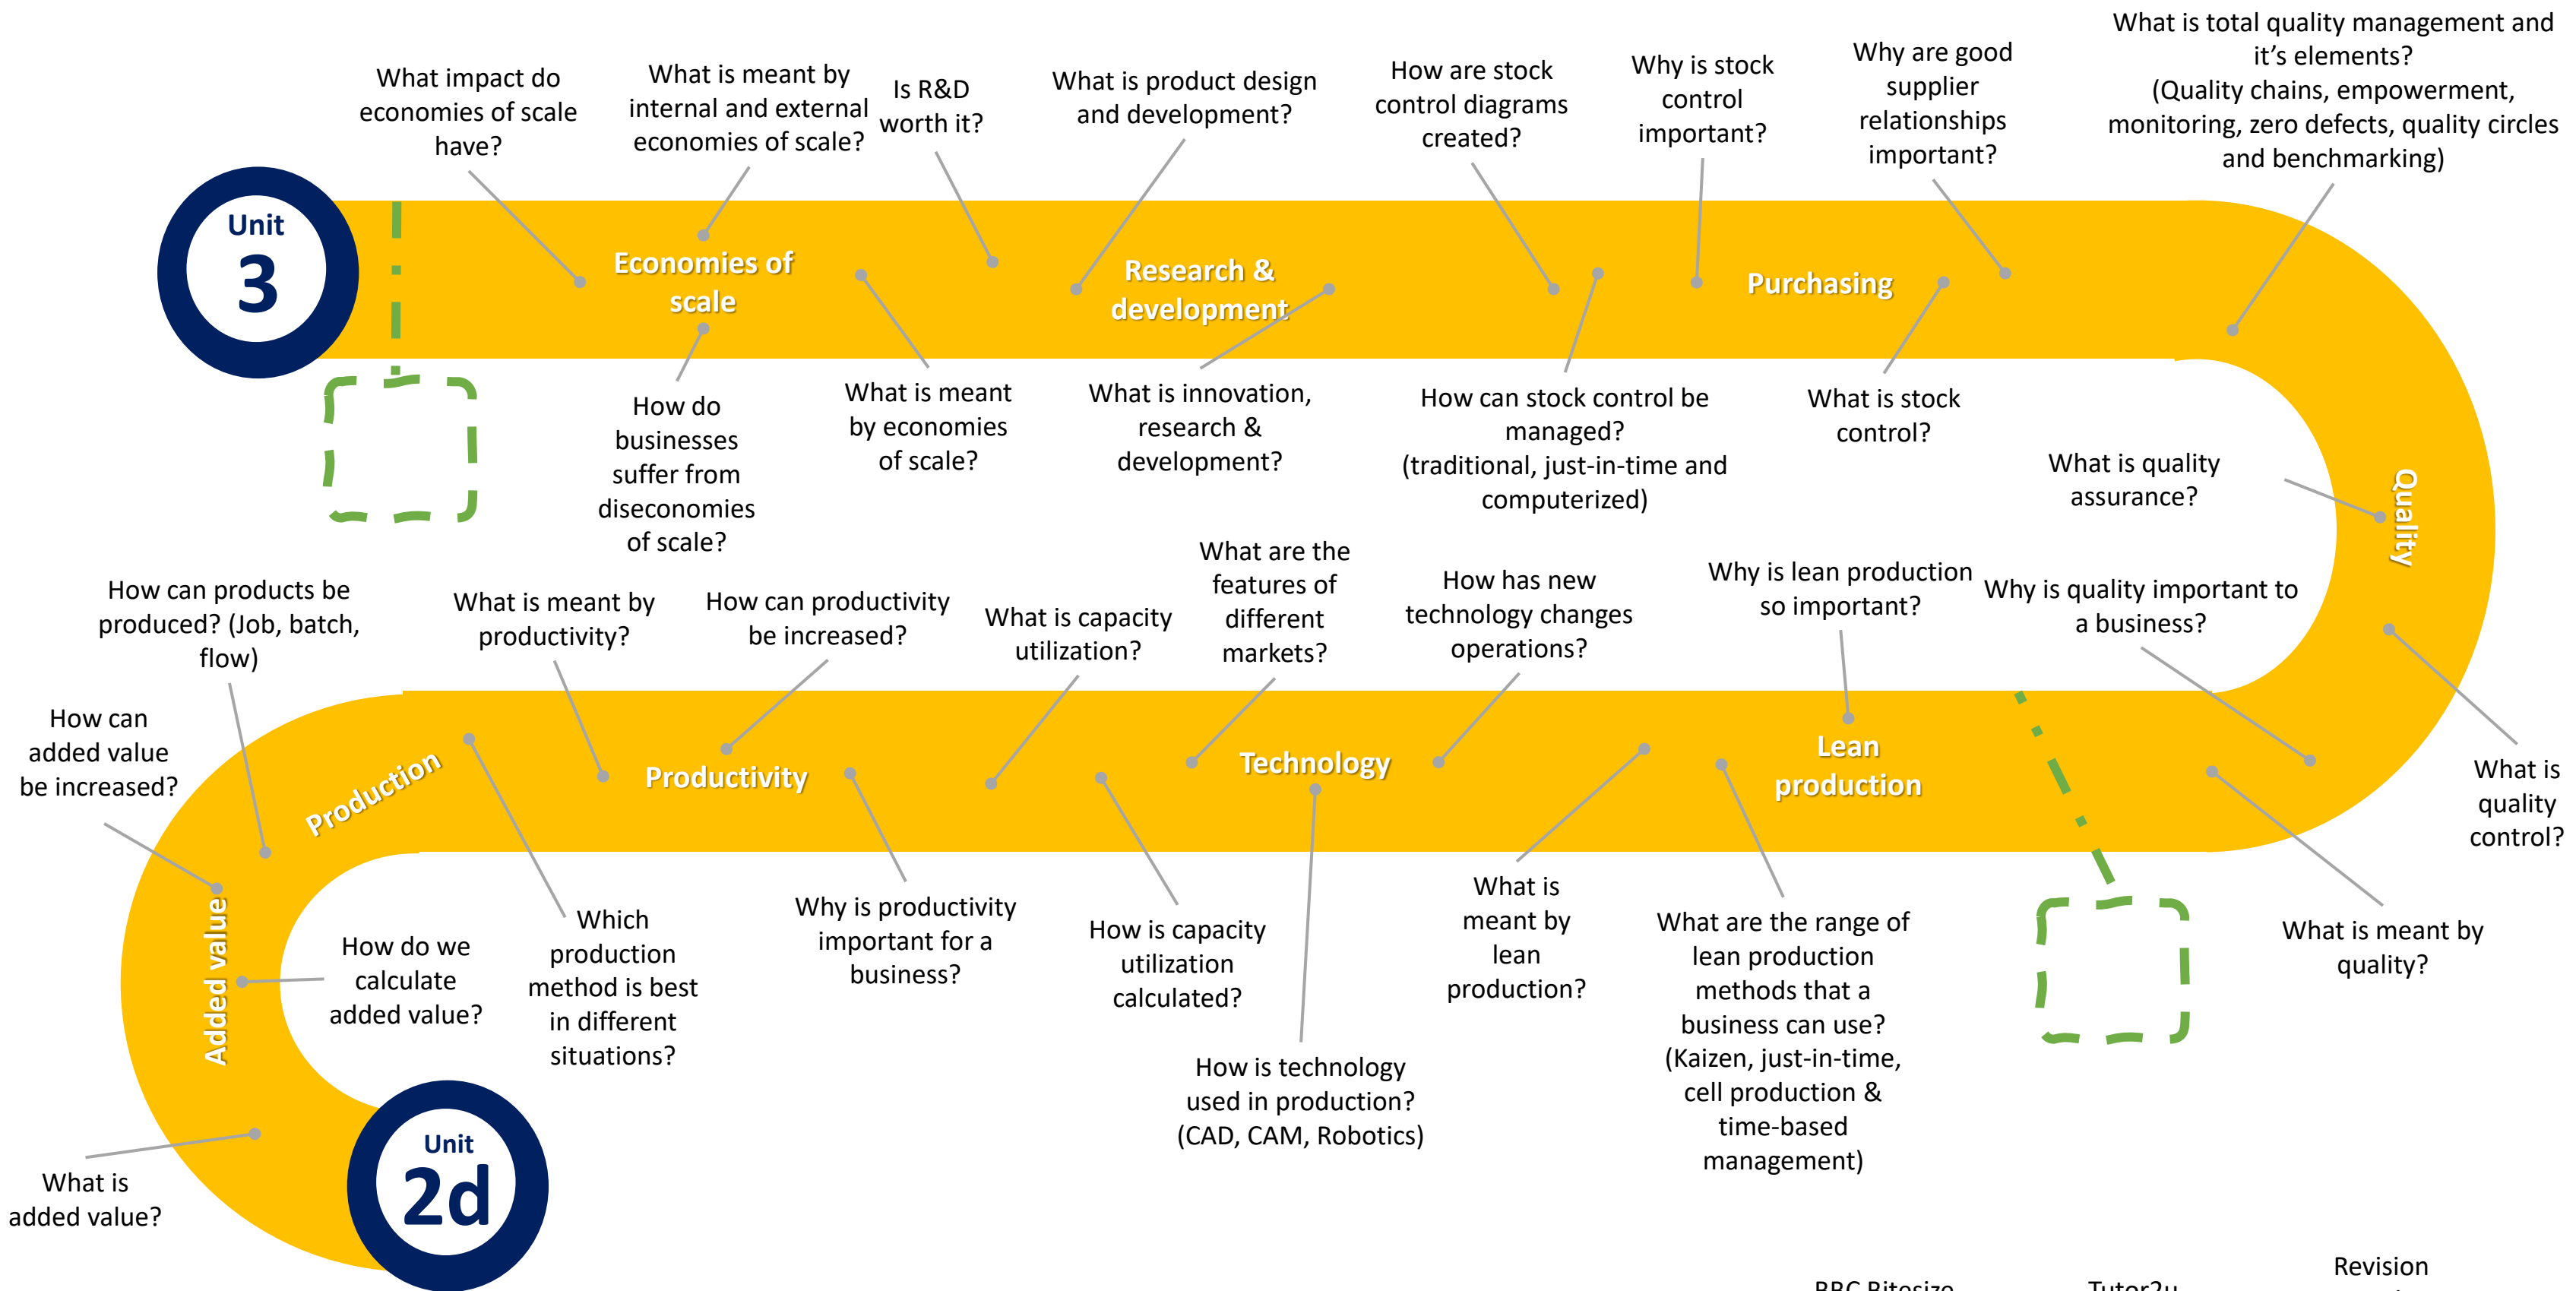 What impact do
economies of scale
have?
What is meant by
internal and external
economies of scale?
Is R&D
worth it?
What is product design
and development?
How are stock
control diagrams
created?
Why is stock
control
important?
Why are good
supplier
relationships
important?
What is total quality management and
it's elements?
(Quality chains, empowerment,
monitoring, zero defects, quality circles
and benchmarking)
Unit
3
Economies of
scale
Research &
development
Purchasing
How do
businesses
suffer from
diseconomies
of scale?
What is meant
by economies
of scale?
What is innovation,
research &
development?
How can stock control be
managed?
(traditional, just-in-time and
computerized)
What is stock
control?
What is quality
assurance?
Quality
How can products be
produced? (Job, batch,
flow)
What is meant by
productivity?
How can productivity
be increased?
What is capacity
utilization?
What are the
features of
different
markets?
How has new
technology changes
operations?
Why is lean production
so important?
Why is quality important to
a business?
How can
added value
be increased?
Production
Productivity
Technology
Lean
production
What is
quality
control?
Added value
How do we
calculate
added value?
Which
production
method is best
in different
situations?
Why is productivity
important for a
business?
How is capacity
utilization
calculated?
What is
meant by
lean
production?
What are the range of
lean production
methods that a
business can use?
(Kaizen, just-in-time,
cell production &
time-based
management)
What is meant by
quality?
How is technology
used in production?
(CAD, CAM, Robotics)
What is
added value?
Unit
2d
BBC Bitesize
Tutor2u
Revision